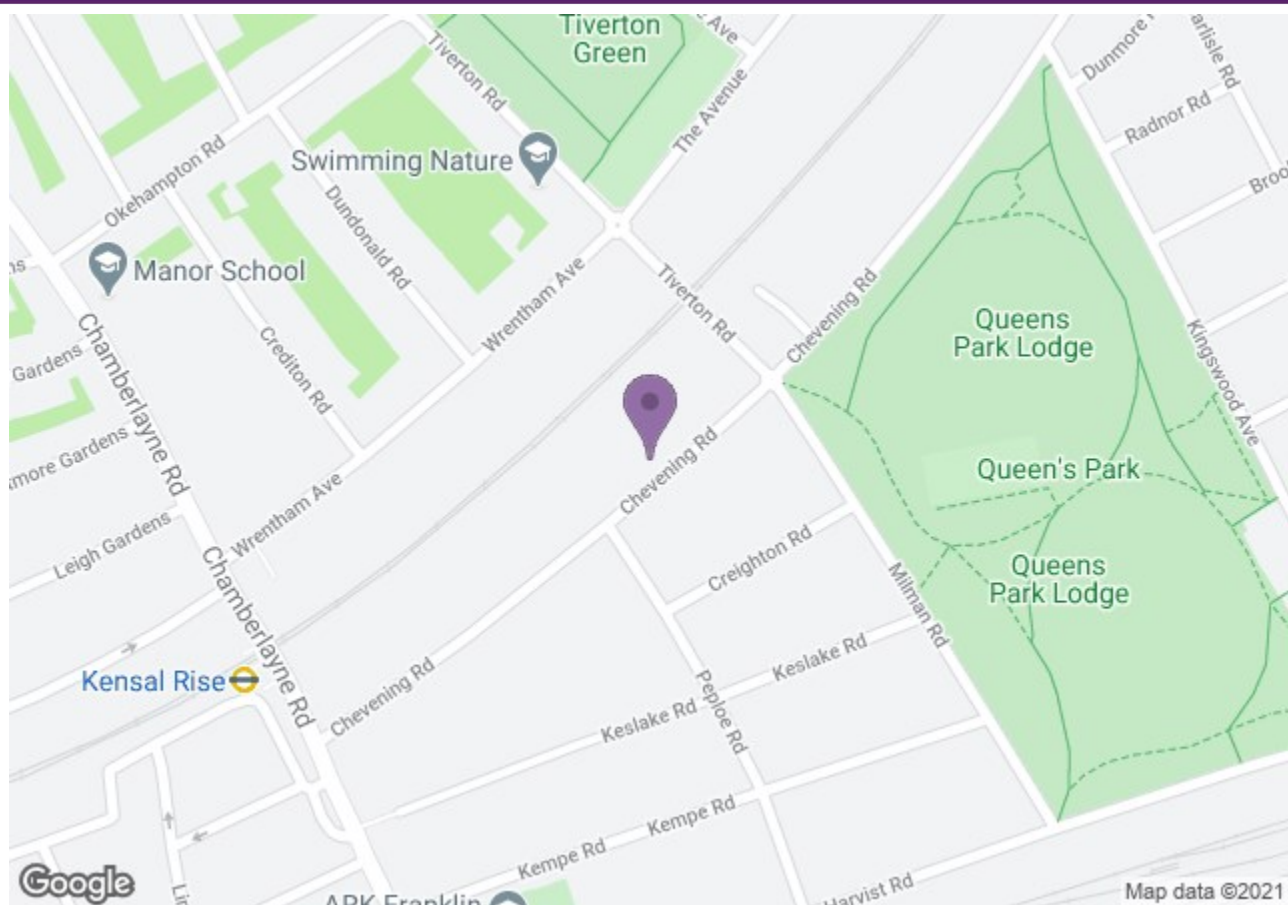 Tiverton
Green
Tiverton Rd
The Avenue
Ave
Dunmore
Radnor Rd
Swimming Nature
Okehampton Rd
Dundonald Rd
Manor School
Wrentham Ave
Tiverton Rd
Chevening Rd
Queens
Park Lodge
Kingswood Ave
Gardens
Crediton Rd
Chamberlayne Rd
Gardens
Chevening Rd
Queen's Park
Wrentham Ave
Leigh Gardens
Chamberlayne Rd
Creighton Rd
Queens
Park Lodge
Milman Rd
Kensal Rise
Chevening Rd
Keslake Rd
Peploe Rd
Keslake Rd
Kempe Rd
Kempe Rd
Harvist Rd
ARK Franklin
Google
Map data ©2021